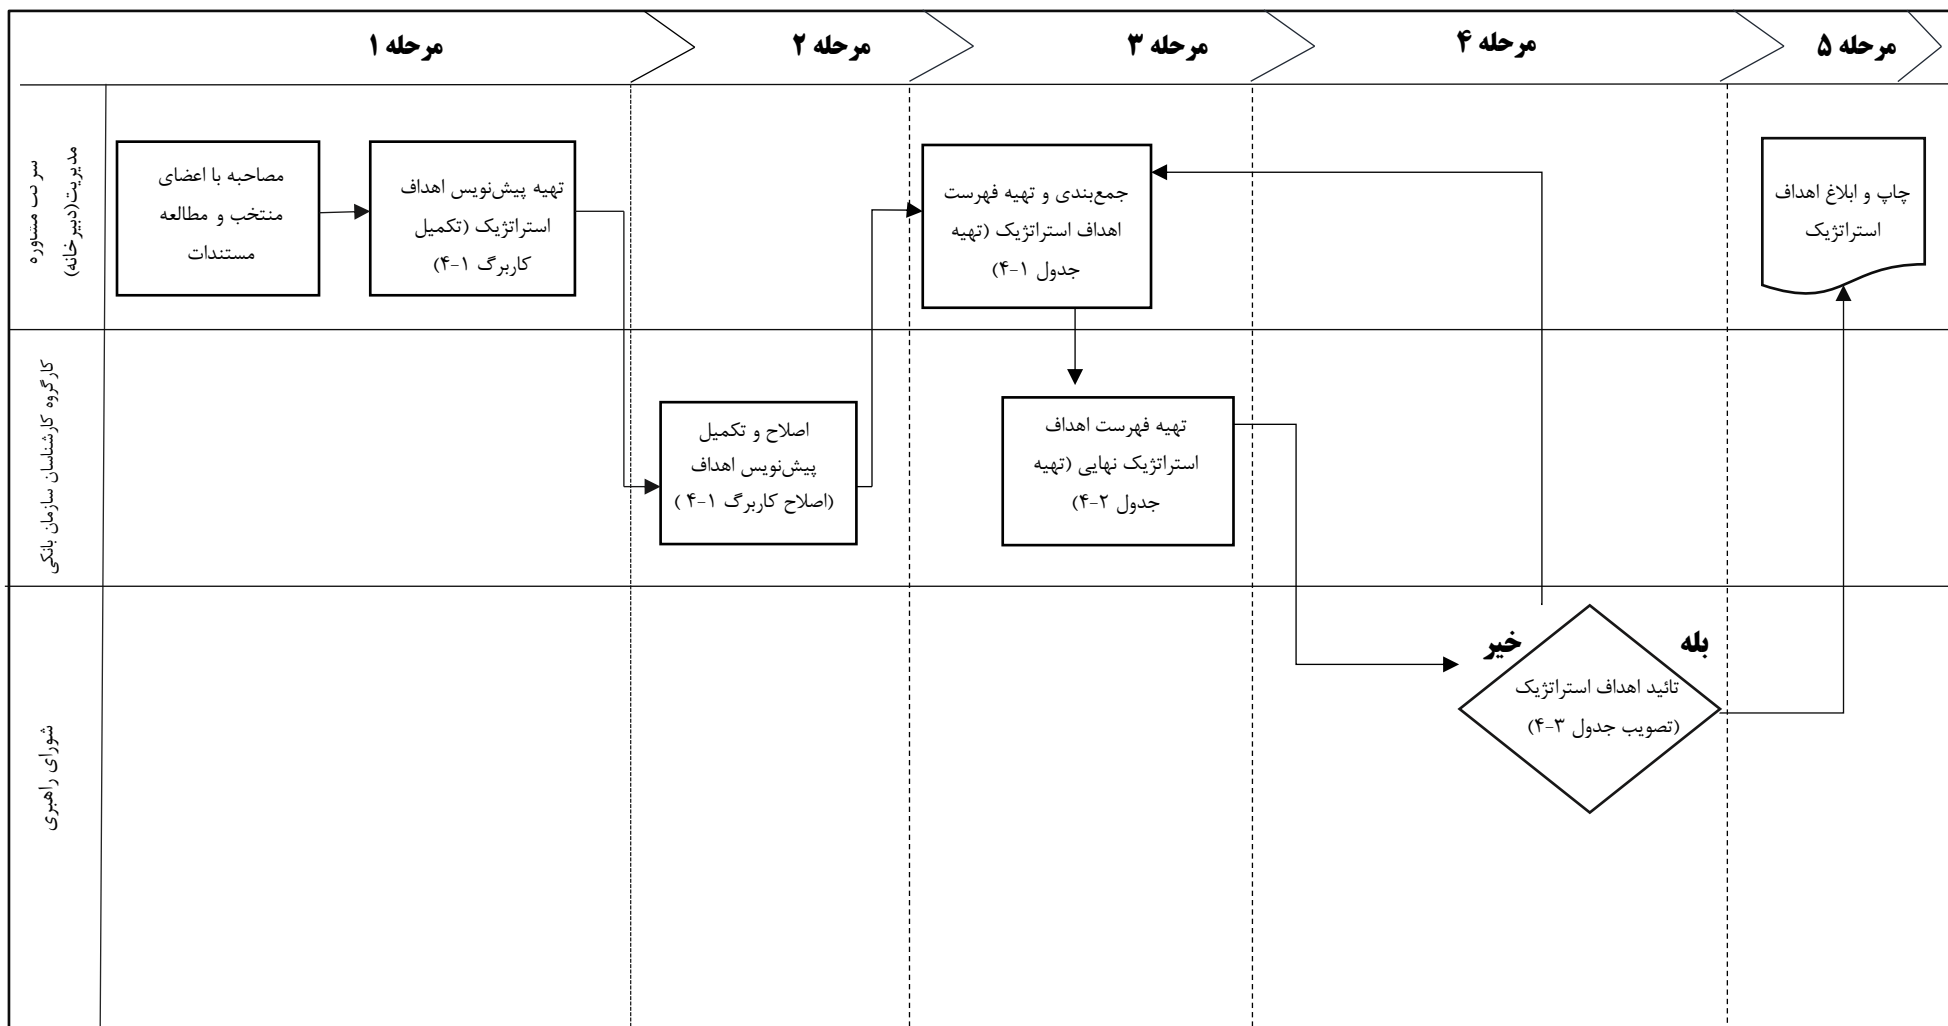 مرحله ۱
مرحله ۲
مرحله ۳
مرحله ۴
مرحله ۵
شرکت مشاوره
مدیریت(دبیرخانه)
مصاحبه با اعضای
منتخب و مطالعه
مستندات
تهیه پیش‌نویس اهداف
استراتژیک (تکمیل
کاربرگ ۱-۴)
جمع‌بندی و تهیه فهرست
اهداف استراتژیک (تهیه
جدول ۱-۴)
چاپ و ابلاغ اهداف
استراتژیک
کارگروه کارشناسان سازمان بانکی
اصلاح و تکمیل
پیش‌نویس اهداف
(اصلاح کاربرگ ۱-۴ )
تهیه فهرست اهداف
استراتژیک نهایی (تهیه
جدول ۲-۴)
شورای راهبری
خیر
بله
تائید اهداف استراتژیک
(تصویب جدول ۳-۴)